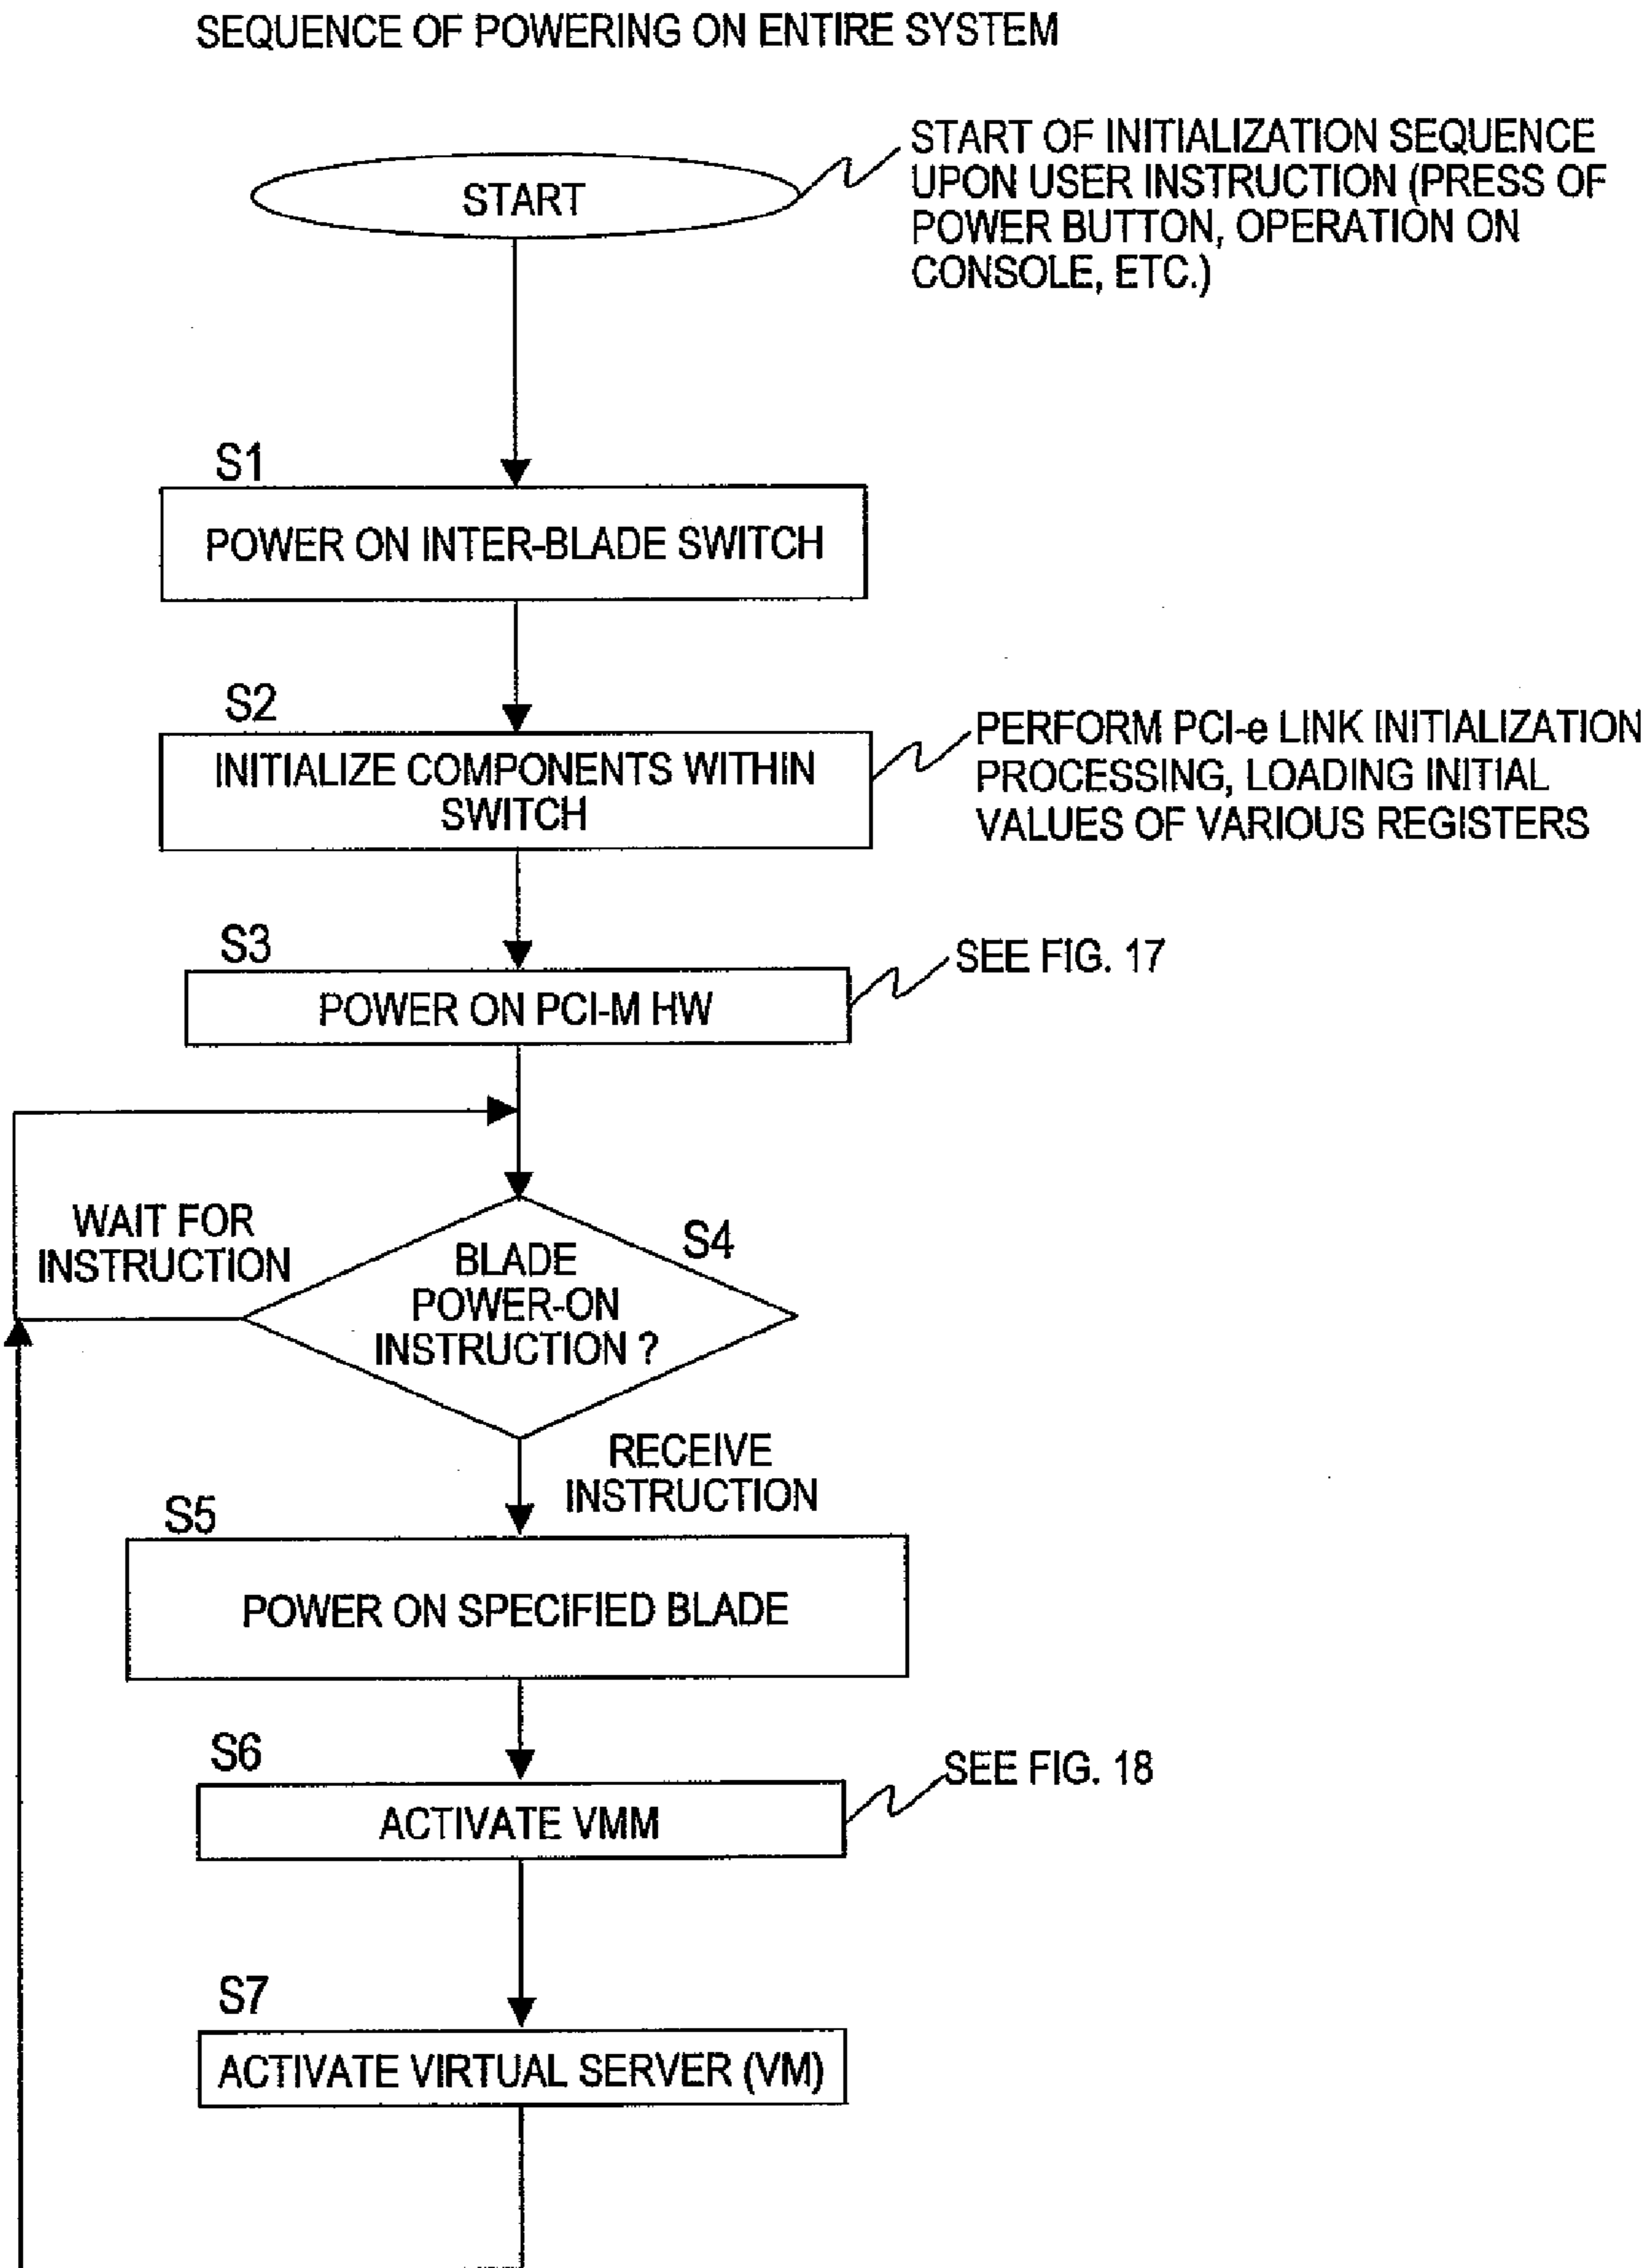 SEQUENCE OF POWERING ON ENTIRE SYSTEM
START
START OF INITIALIZATION SEQUENCE
UPON USER INSTRUCTION (PRESS OF
POWER BUTTON, OPERATION ON
CONSOLE, ETC.)
S1
POWER ON INTER-BLADE SWITCH
S2
INITIALIZE COMPONENTS WITHIN
SWITCH
PERFORM PCI-e LINK INITIALIZATION
PROCESSING, LOADING INITIAL
VALUES OF VARIOUS REGISTERS
S3
POWER ON PCI-M HW
SEE FIG. 17
WAIT FOR
INSTRUCTION
S4
BLADE
POWER-ON
INSTRUCTION ?
RECEIVE
INSTRUCTION
S5
POWER ON SPECIFIED BLADE
S6
ACTIVATE VMM
SEE FIG. 18
S7
ACTIVATE VIRTUAL SERVER (VM)